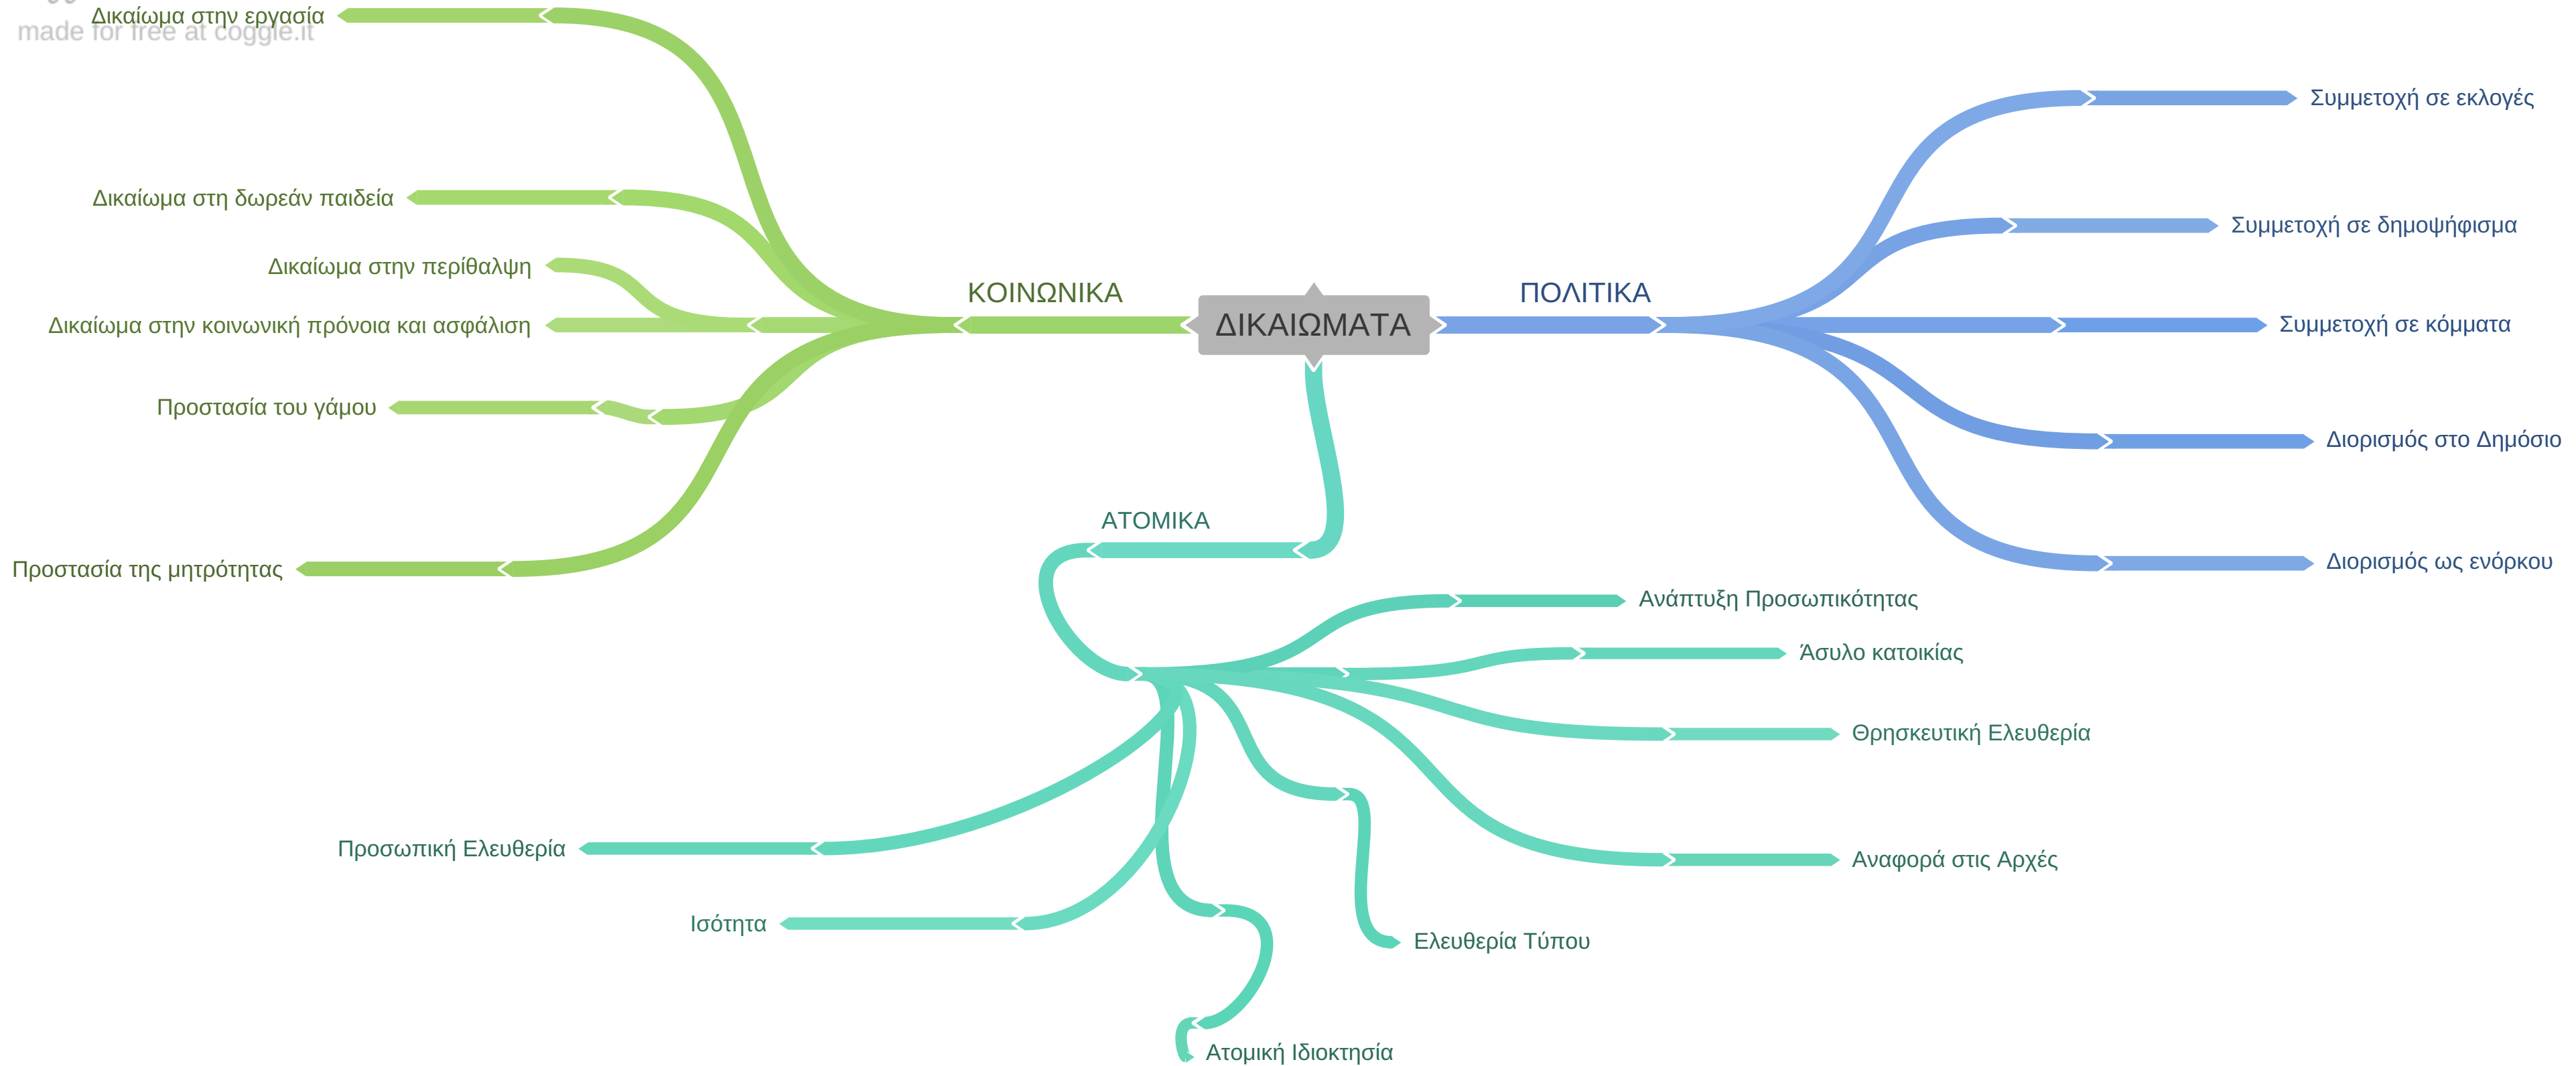 Δικαίωμα στην εργασία
made for free at coggle.it
Δικαίωμα στη δωρεάν παιδεία
Δικαίωμα στην περίθαλψη
Δικαίωμα στην κοινωνική πρόνοια και ασφάλιση
Προστασία του γάμου
Προστασία της μητρότητας
ΚΟΙΝΩΝΙΚΑ
ΔΙΚΑΙΩΜΑΤΑ
ΠΟΛΙΤΙΚΑ
Συμμετοχή σε εκλογές
Συμμετοχή σε δημοψήφισμα
Συμμετοχή σε κόμματα
Διορισμός στο Δημόσιο
Διορισμός ως ενόρκου
ΑΤΟΜΙΚΑ
Ανάπτυξη Προσωπικότητας
Άσυλο κατοικίας
Θρησκευτική Ελευθερία
Αναφορά στις Αρχές
Ελευθερία Τύπου
Ατομική Ιδιοκτησία
Ισότητα
Προσωπική Ελευθερία